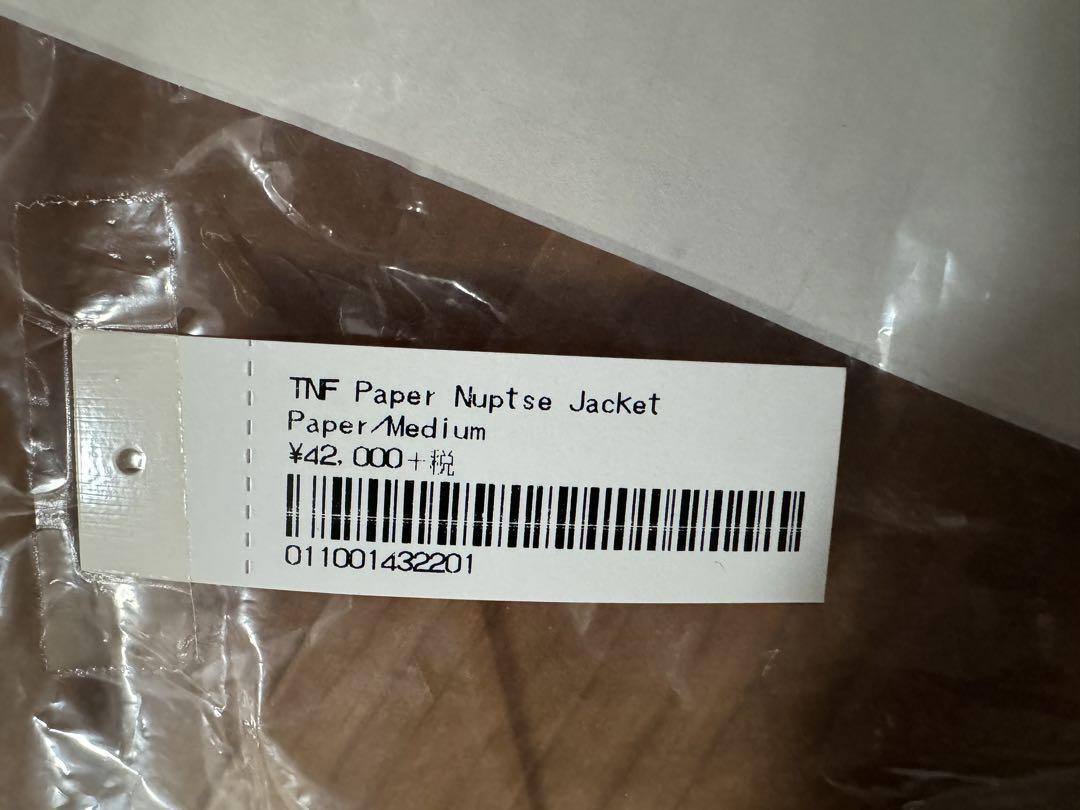 TNF Paper Nuptse Jacket
Paper/Medium
¥42,000+税
011001432201